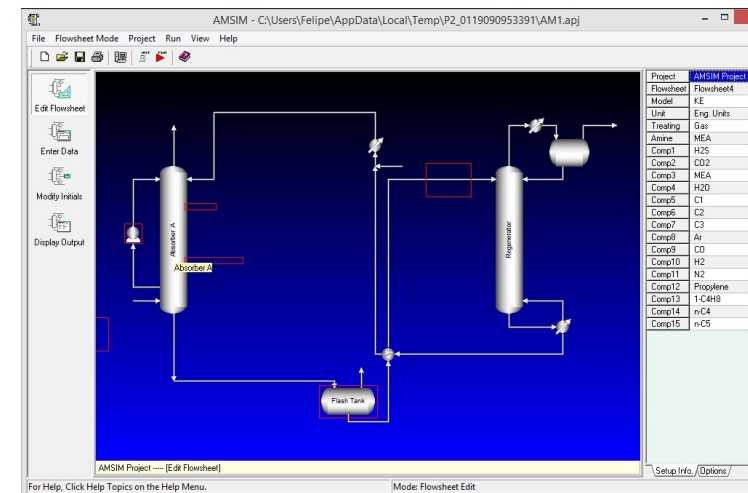 AMSIM - C:\Users\Felipe\AppData\Local\Temp\P2_0119090953391\AM1.apj
File Flowsheet Mode Project Run View Help
Edit Flowsheet
Enter Data
Modify Initials
Display Output
Absorber A
Absorber A
Flash Tank
Regenerator
Project AMSIM Project
Flowsheet Flowsheet4
Model KE
Unit Eng. Units
Treating Gas
Amine MEA
Comp1 H2S
Comp2 CO2
Comp3 MEA
Comp4 H2O
Comp5 C1
Comp6 C2
Comp7 C3
Comp8 Ar
Comp9 CO
Comp10 H2
Comp11 N2
Comp12 Propylene
Comp13 1-C4H8
Comp14 n-C4
Comp15 n-C5
AMSIM Project ----- [Edit Flowsheet]
Setup Info. Options
For Help, Click Help Topics on the Help Menu.
Mode: Flowsheet Edit